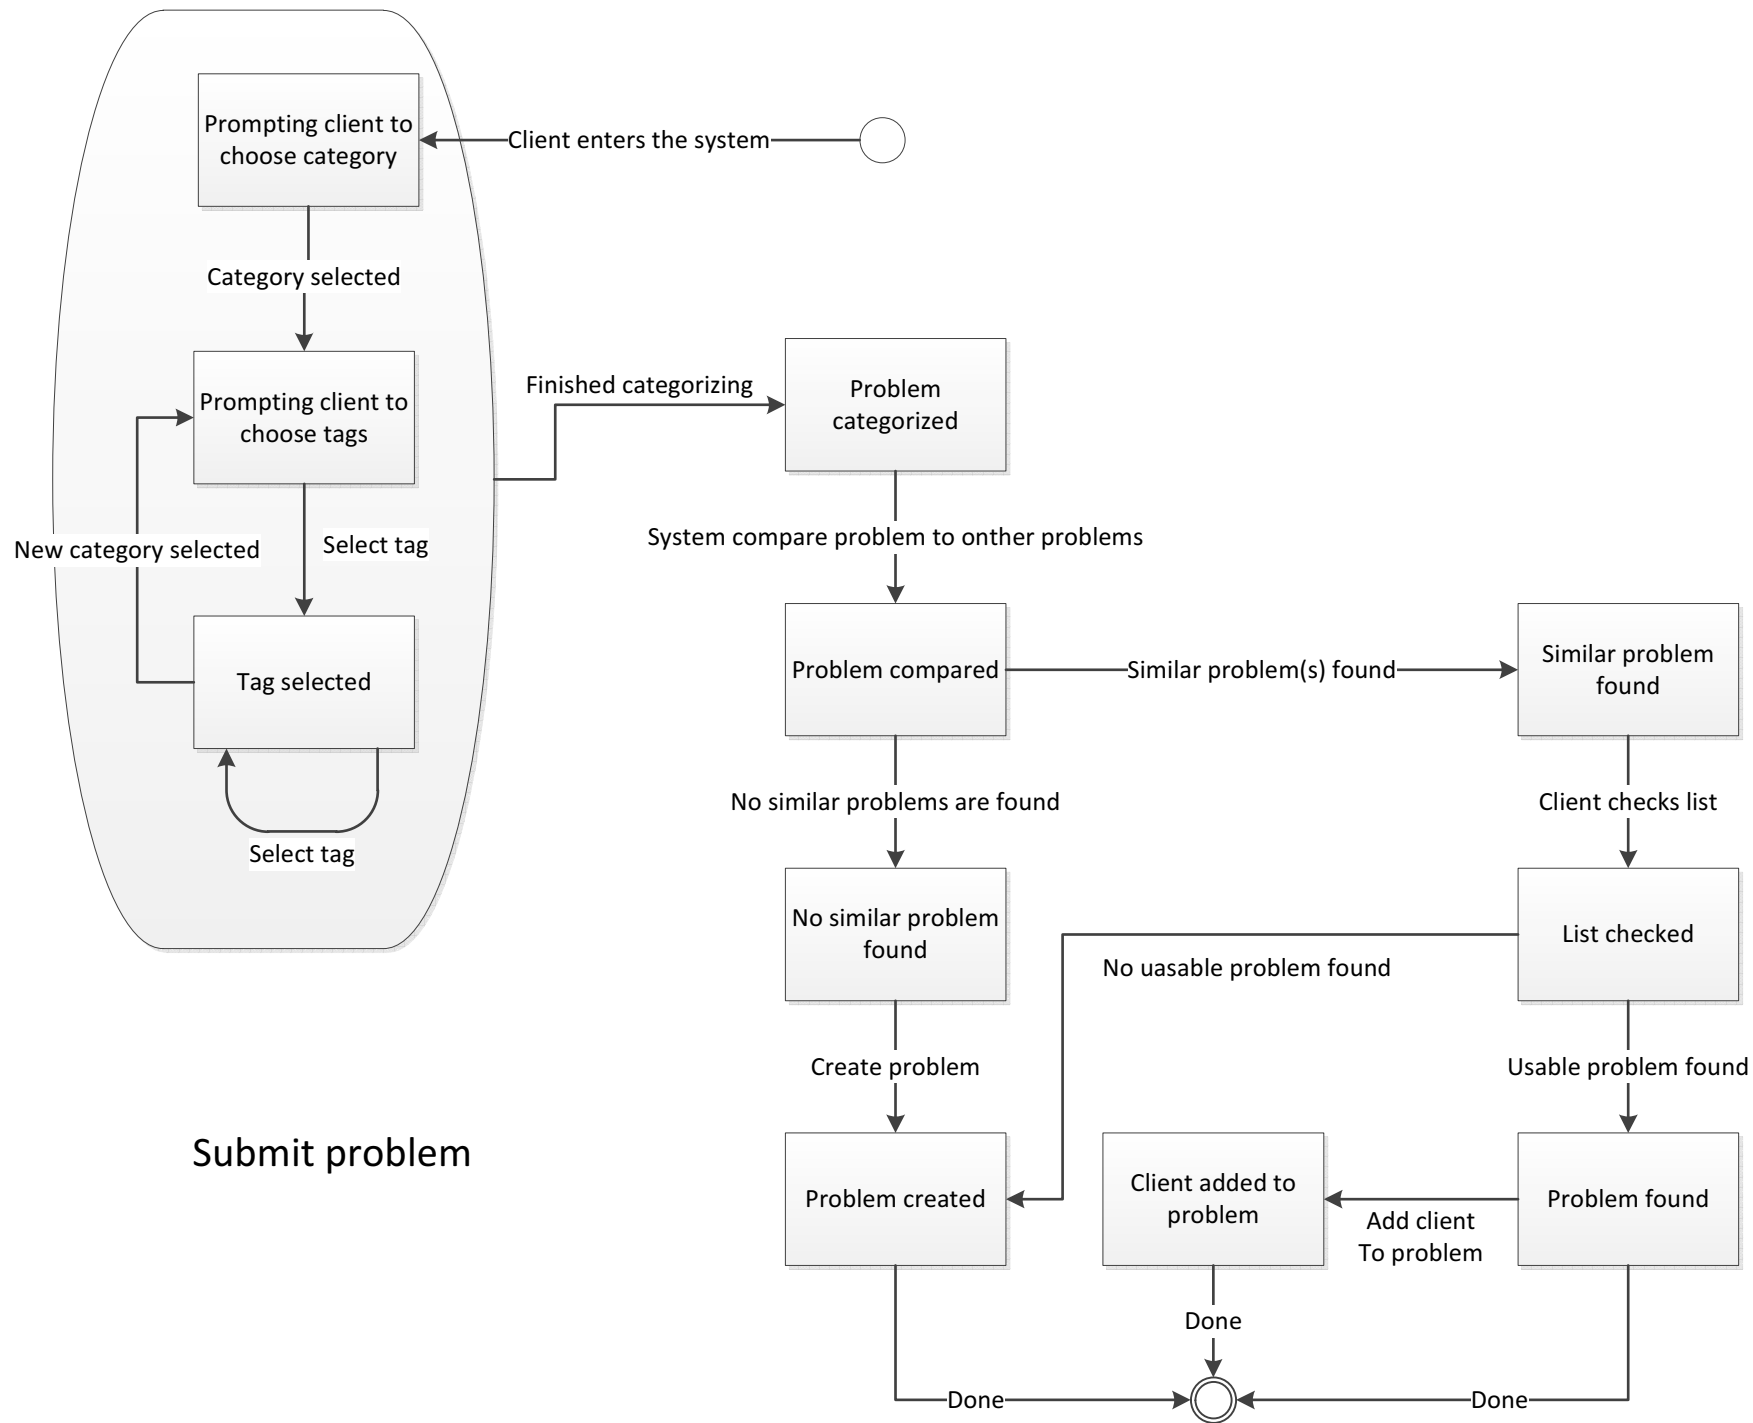 Prompting client to
choose category
Client enters the system
Category selected
Prompting client to
choose tags
Finished categorizing
Problem
categorized
New category selected
Select tag
System compare problem to onther problems
Tag selected
Problem compared
Similar problem(s) found
Similar problem
found
Select tag
No similar problems are found
Client checks list
No similar problem
found
List checked
No uasable problem found
Create problem
Usable problem found
Submit problem
Problem created
Client added to
problem
Add client
To problem
Problem found
Done
Done
Done